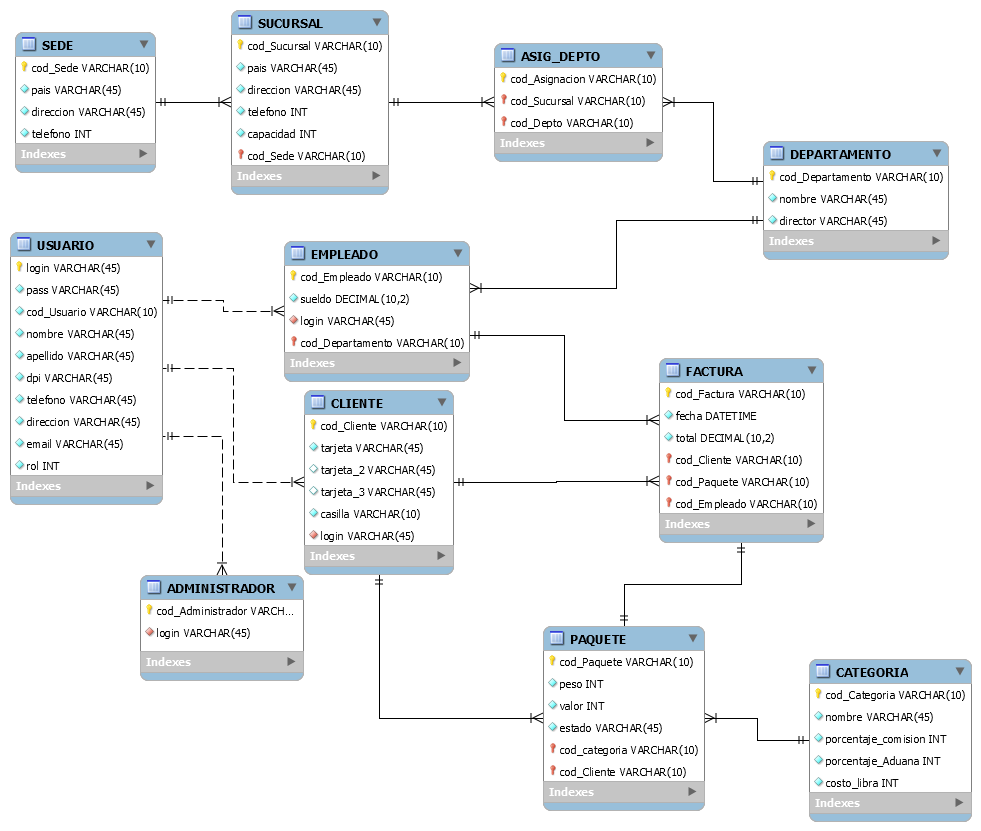 SEDE
cod_Sede VARCHAR(10)
pais VARCHAR(45)
direccion VARCHAR(45)
telefono INT
Indexes
SUCURSAL
cod_Sucursal VARCHAR(10)
pais VARCHAR(45)
direccion VARCHAR(45)
telefono INT
capacidad INT
cod_Sede VARCHAR(10)
Indexes
ASIG_DEPTO
cod_Asignacion VARCHAR(10)
cod_Sucursal VARCHAR(10)
cod_Depto VARCHAR(10)
Indexes
DEPARTAMENTO
cod_Departamento VARCHAR(10)
nombre VARCHAR(45)
director VARCHAR(45)
Indexes
USUARIO
login VARCHAR(45)
pass VARCHAR(45)
cod_Usuario VARCHAR(10)
nombre VARCHAR(45)
apellido VARCHAR(45)
dpi VARCHAR(45)
telefono VARCHAR(45)
direccion VARCHAR(45)
email VARCHAR(45)
rol INT
Indexes
EMPLEADO
cod_Empleado VARCHAR(10)
sueldo DECIMAL(10,2)
login VARCHAR(45)
cod_Departamento VARCHAR(10)
Indexes
CLIENTE
cod_Cliente VARCHAR(10)
tarjeta VARCHAR(45)
tarjeta_2 VARCHAR(45)
tarjeta_3 VARCHAR(45)
casilla VARCHAR(10)
login VARCHAR(45)
Indexes
FACTURA
cod_Factura VARCHAR(10)
fecha DATETIME
total DECIMAL(10,2)
cod_Cliente VARCHAR(10)
cod_Paquete VARCHAR(10)
cod_Empleado VARCHAR(10)
Indexes
ADMINISTRADOR
cod_Administrador VARCH...
login VARCHAR(45)
Indexes
PAQUETE
cod_Paquete VARCHAR(10)
peso INT
valor INT
estado VARCHAR(45)
cod_categoria VARCHAR(10)
cod_Cliente VARCHAR(10)
Indexes
CATEGORIA
cod_Categoria VARCHAR(10)
nombre VARCHAR(45)
porcentaje_comision INT
porcentaje_Aduana INT
costo_libra INT
Indexes